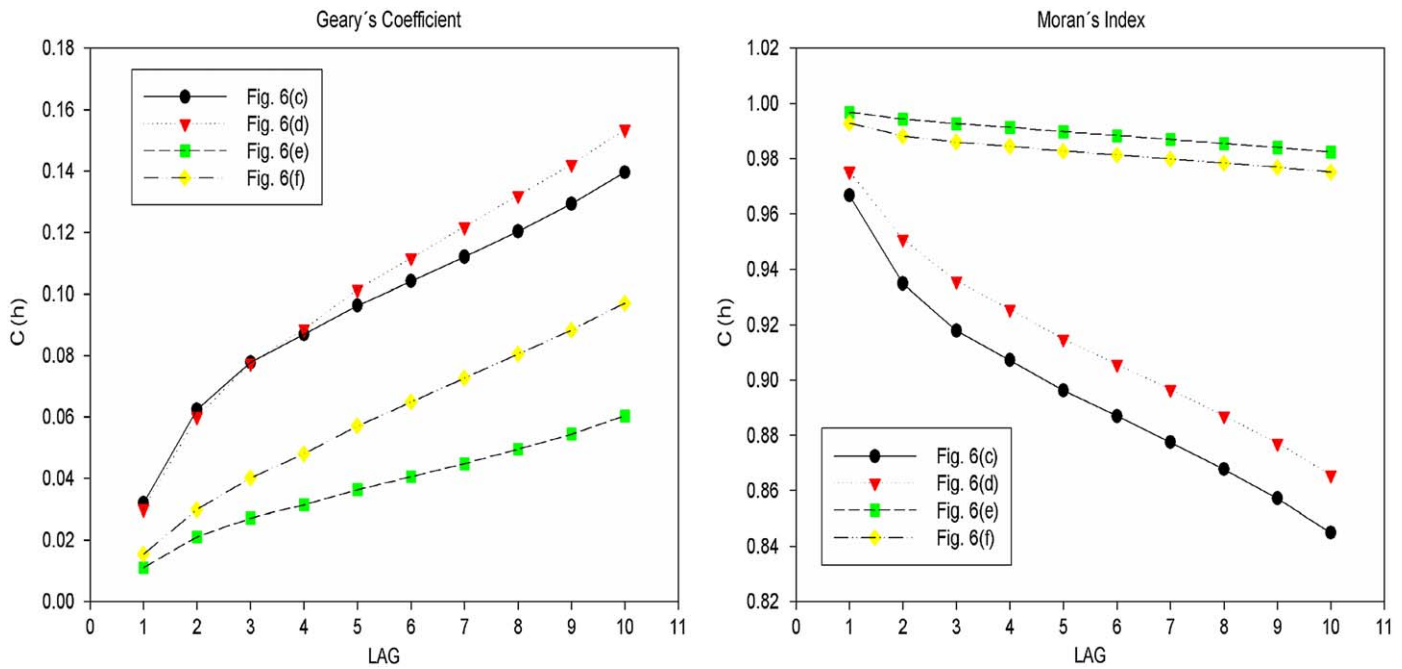 Geary´s Coefficient
0.18
0.16
0.14
0.12
0.10
0.08
0.06
0.04
0.02
0.00
C (h)
Fig. 6(c)
Fig. 6(d)
Fig. 6(e)
Fig. 6(f)
0 1 2 3 4 5 6 7 8 9 10 11
LAG
Moran´s Index
1.02
1.00
0.98
0.96
0.94
0.92
0.90
0.88
0.86
0.84
0.82
C (h)
Fig. 6(c)
Fig. 6(d)
Fig. 6(e)
Fig. 6(f)
0 1 2 3 4 5 6 7 8 9 10 11
LAG